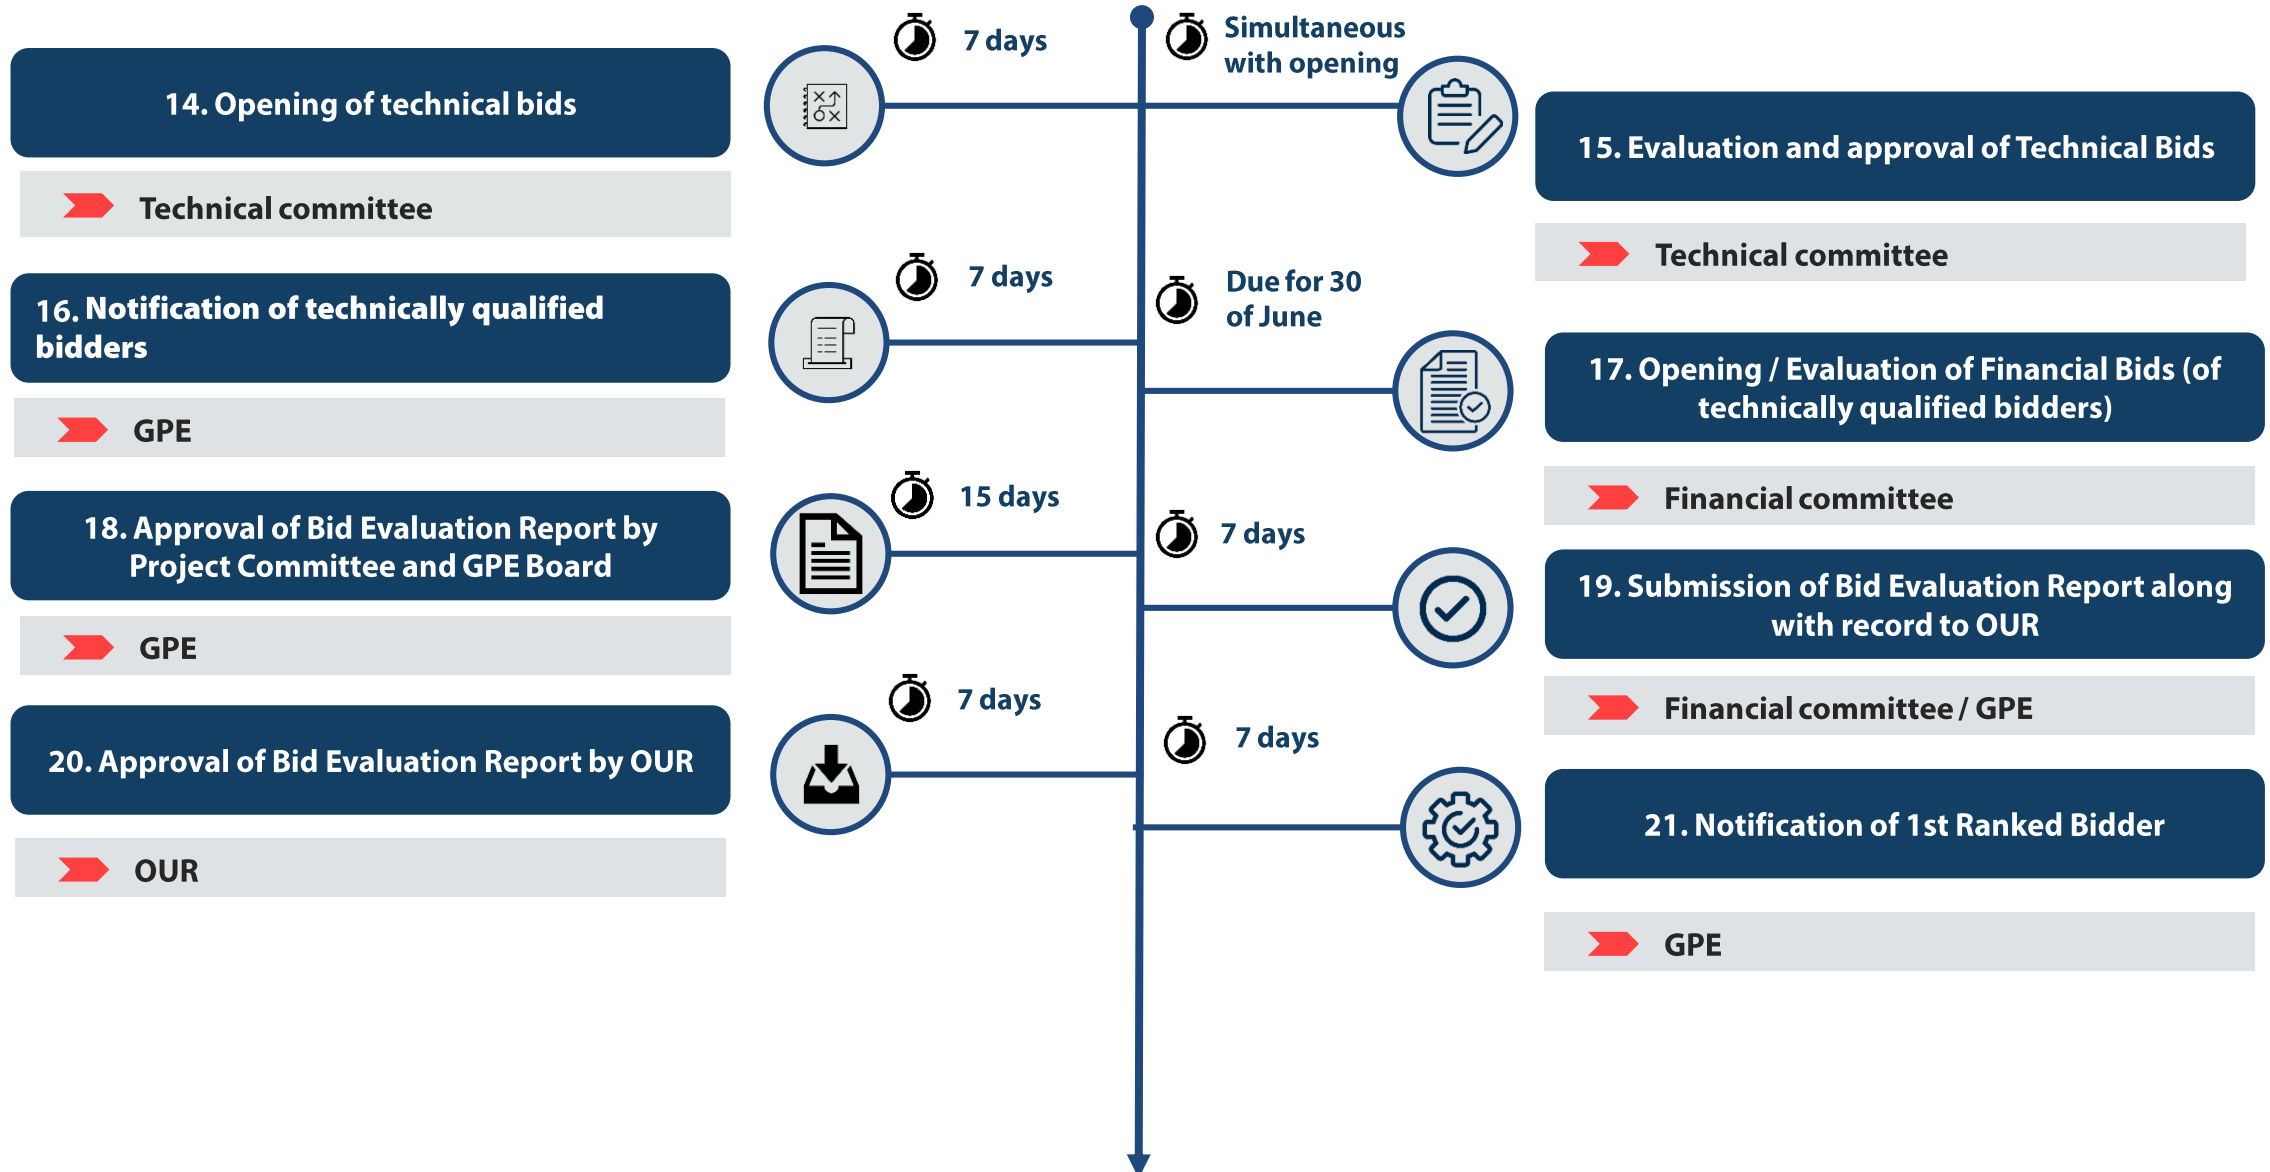 7 days
14. Opening of technical bids
Technical committee
Simultaneous
with opening
15. Evaluation and approval of Technical Bids
Technical committee
7 days
16. Notification of technically qualified
bidders
GPE
Due for 30
of June
17. Opening / Evaluation of Financial Bids (of
technically qualified bidders)
Financial committee
15 days
18. Approval of Bid Evaluation Report by
Project Committee and GPE Board
GPE
7 days
19. Submission of Bid Evaluation Report along
with record to OUR
Financial committee / GPE
7 days
20. Approval of Bid Evaluation Report by OUR
OUR
7 days
21. Notification of 1st Ranked Bidder
GPE